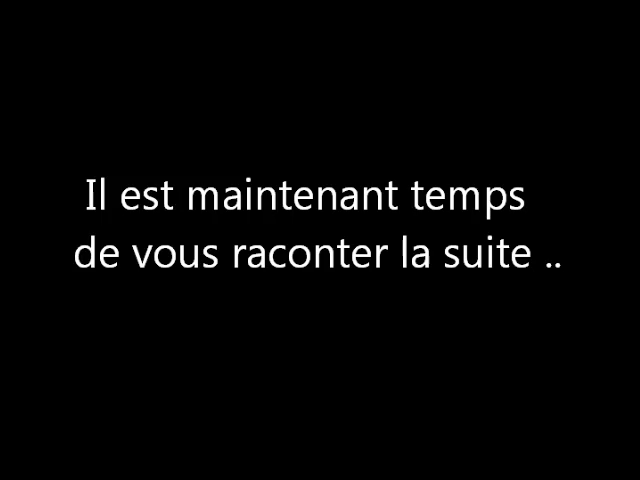 Il est maintenant temps
de vous raconter la suite ..